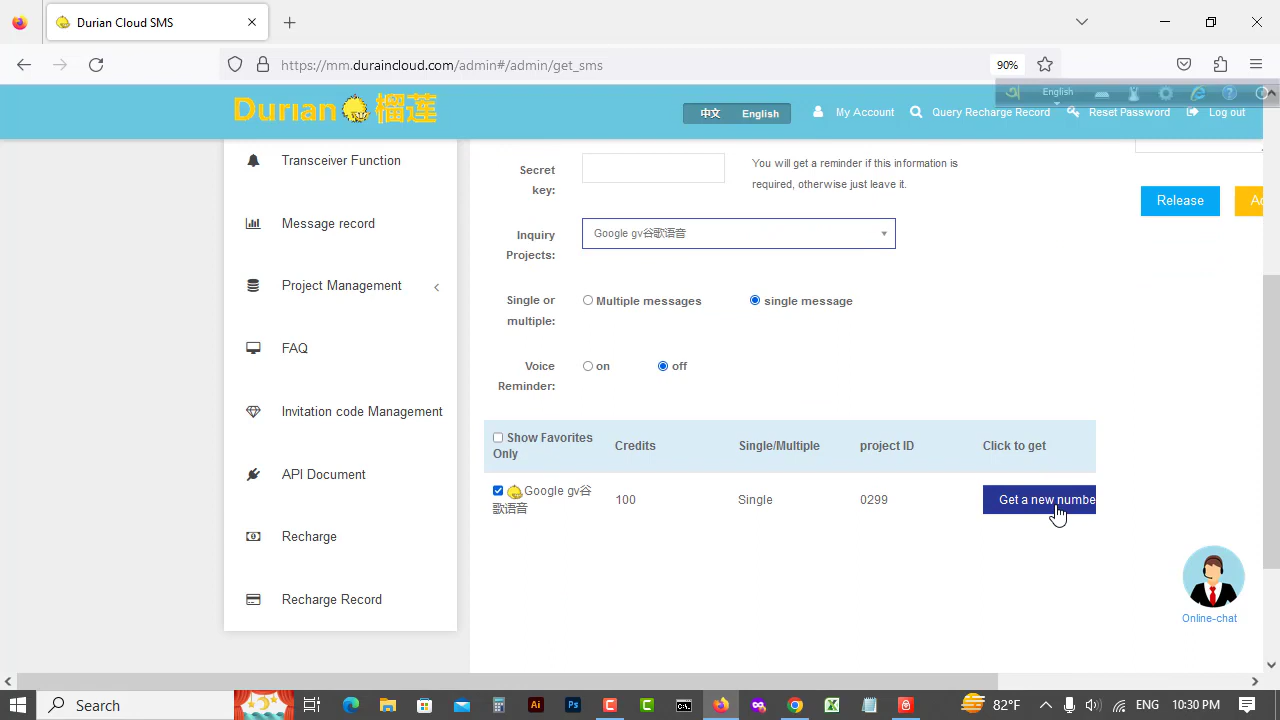 Durian Cloud SMS
https://mm.duraincloud.com/admin#/admin/get_sms
90%
English
Durian 榴莲
中文 English
My Account
Query Recharge Record
Reset Password
Log out
Transceiver Function
Message record
Project Management
FAQ
Invitation code Management
API Document
Recharge
Recharge Record
Secret
key:
You will get a reminder if this information is
required, otherwise just leave it.
Release
Inquiry
Projects:
Google gv谷歌语音
Single or
multiple:
Multiple messages
single message
Voice
Reminder:
on
off
Show Favorites
Only
Credits
Single/Multiple
project ID
Click to get
Google gv谷
歌语音
100
Single
0299
Get a new numbe
Online-chat
Search
82°F
ENG
10:30 PM